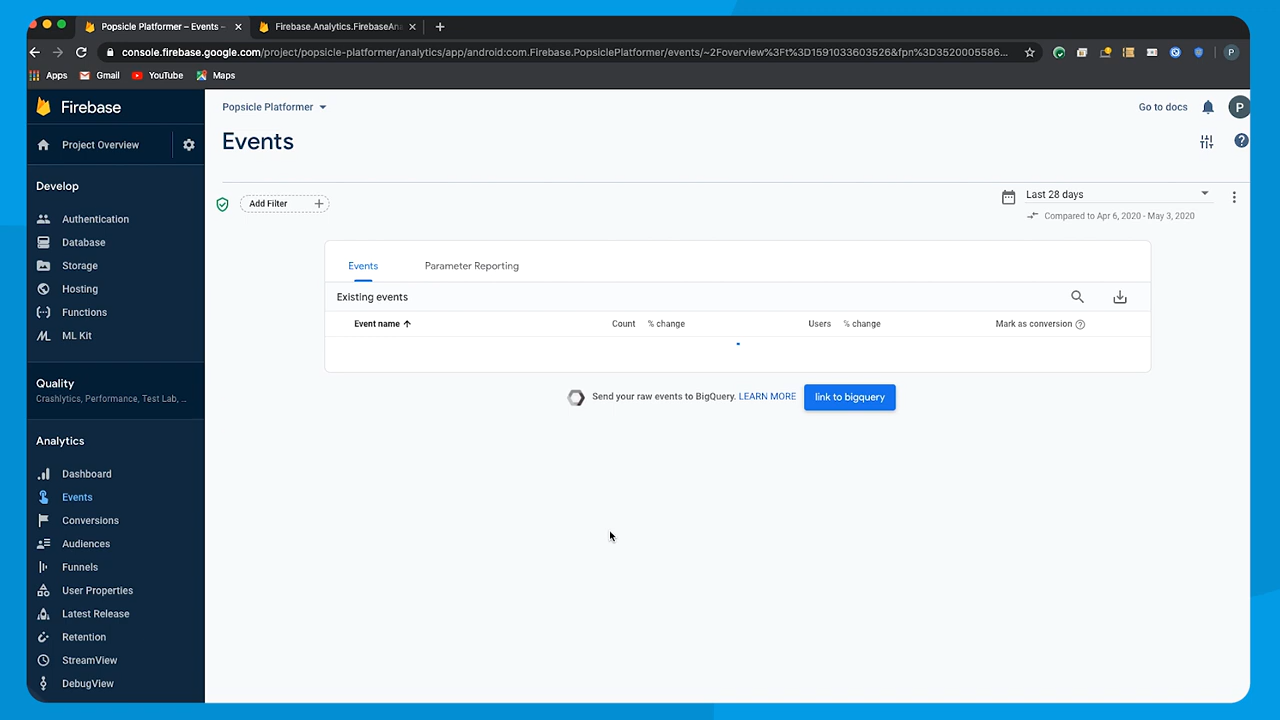 Popsicle Platformer – Events -
Firebase.Analytics.FirebaseAn
console.firebase.google.com/project/popsicle-platformer/analytics/app/android:com.Firebase.PopsiclePlatformer/events/~2Foverview%3Ft%3D1591033603526&fpn%3D3520005586...
P
Apps
Gmail
YouTube
Maps
Firebase
Popsicle Platformer
Go to docs
P
Project Overview
Events
Develop
Add Filter
Last 28 days
Compared to Apr 6, 2020 - May 3, 2020
Authentication
Database
Storage
Hosting
Functions
ML Kit
Events
Parameter Reporting
Existing events
Event name
Count
% change
Users
% change
Mark as conversion
Send your raw events to BigQuery. LEARN MORE
link to bigquery
Quality
Crashlytics, Performance, Test Lab, ...
Analytics
Dashboard
Events
Conversions
Audiences
Funnels
User Properties
Latest Release
Retention
StreamView
DebugView